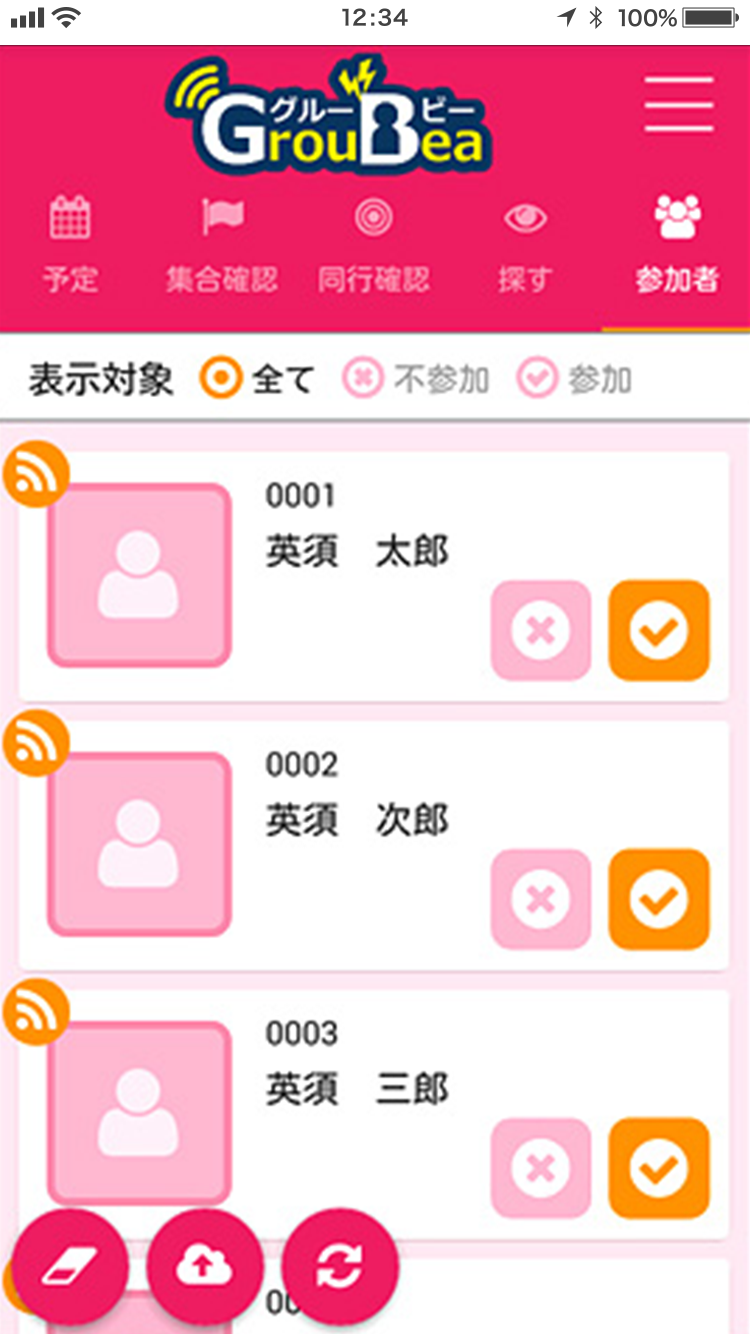 12:34
100%
グルー ビー
GrouBea
予定 集合確認 同行確認 探す 参加者
表示対象 全て 不参加 参加
0001
英須　太郎
0002
英須　次郎
0003
英須　三郎